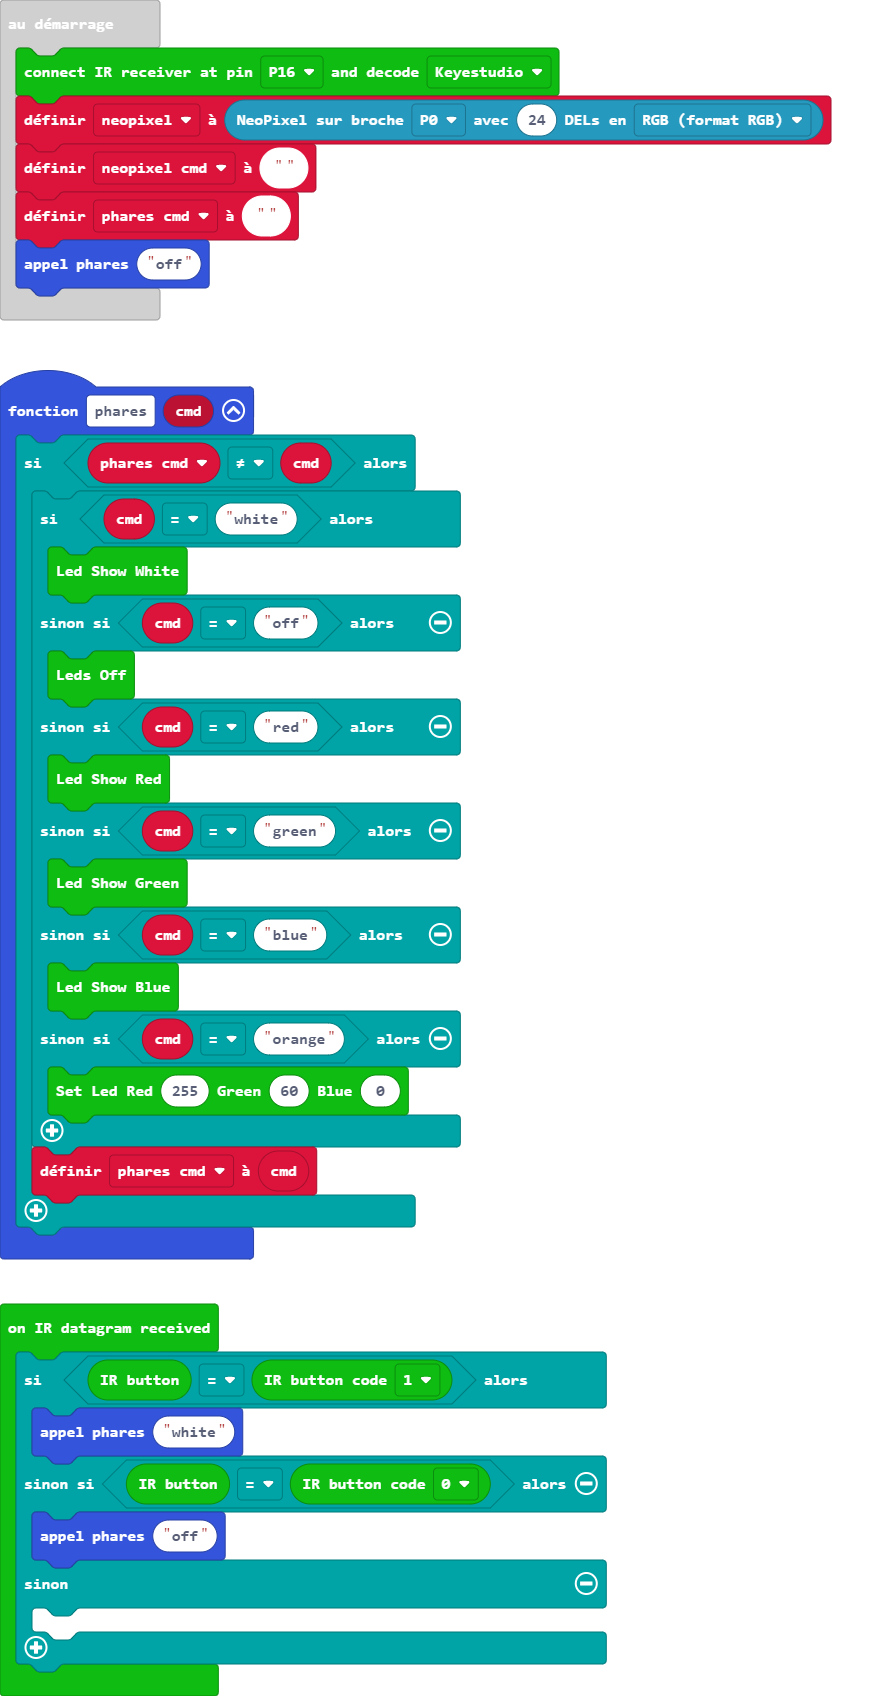 au démarrage
connect IR receiver at pin P16 and decode Keyestudio
définir neopixel à NeoPixel sur broche P0 avec 24 DELs en RGB (format RGB)
définir neopixel cmd à " "
définir phares cmd à " "
appel phares "off"
fonction phares cmd
si phares cmd ≠ cmd alors
si cmd = "white" alors
Led Show White
sinon si cmd = "off" alors
Leds Off
sinon si cmd = "red" alors
Led Show Red
sinon si cmd = "green" alors
Led Show Green
sinon si cmd = "blue" alors
Led Show Blue
sinon si cmd = "orange" alors
Set Led Red 255 Green 60 Blue 0
définir phares cmd à cmd
on IR datagram received
si IR button = IR button code 1 alors
appel phares "white"
sinon si IR button = IR button code 0 alors
appel phares "off"
sinon